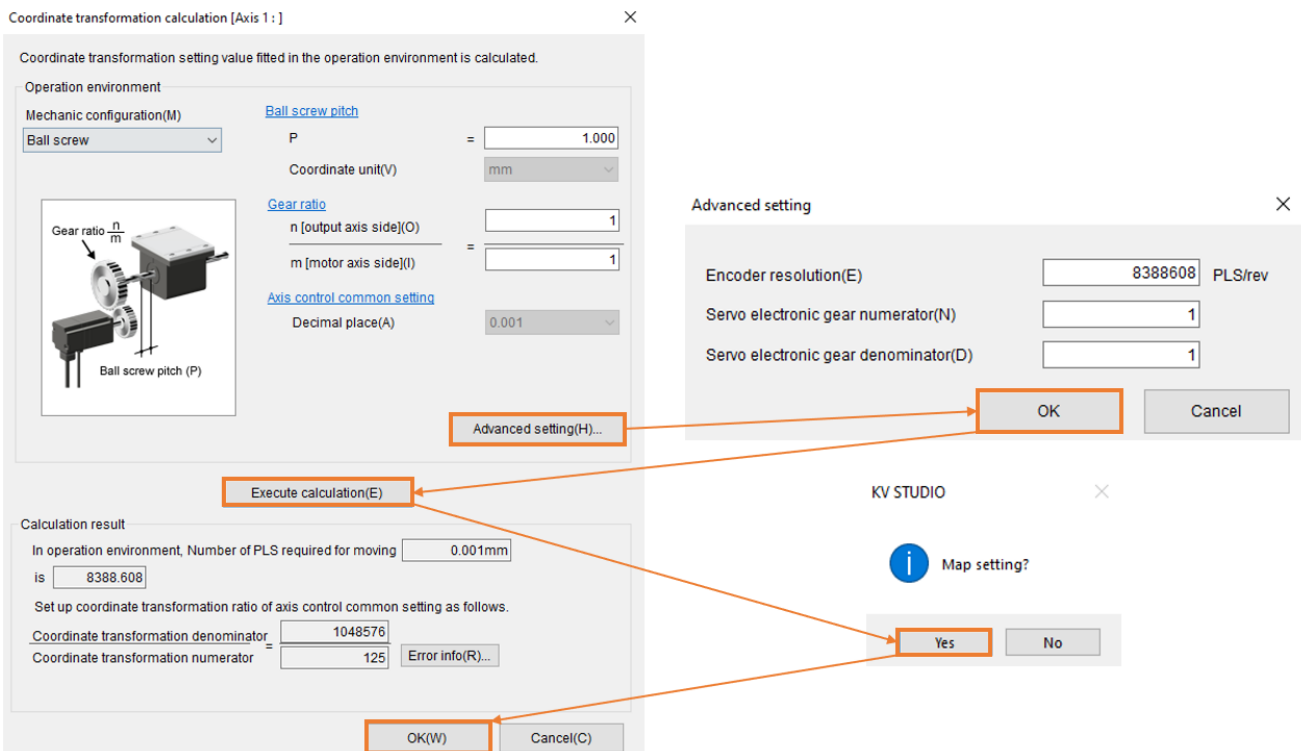 Coordinate transformation calculation [Axis 1 : ]
Coordinate transformation setting value fitted in the operation environment is calculated.
Operation environment
Mechanic configuration(M)
Ball screw
Ball screw pitch
P = 1.000
Coordinate unit(V) mm
Gear ratio
n [output axis side](O) 1
=
m [motor axis side](I) 1
Axis control common setting
Decimal place(A) 0.001
Gear ratio n/m
Ball screw pitch (P)
Advanced setting(H)...
Execute calculation(E)
Calculation result
In operation environment, Number of PLS required for moving 0.001mm
is 8388.608
Set up coordinate transformation ratio of axis control common setting as follows.
Coordinate transformation denominator 1048576
=
Coordinate transformation numerator 125 Error info(R)...
OK(W) Cancel(C)
Advanced setting
Encoder resolution(E) 8388608 PLS/rev
Servo electronic gear numerator(N) 1
Servo electronic gear denominator(D) 1
OK Cancel
KV STUDIO
Map setting?
Yes No